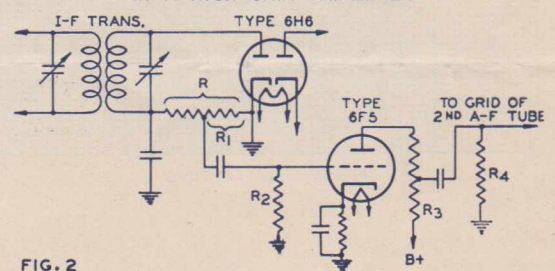 I-F TRANS.
TYPE 6H6
R
R1
TYPE
6F5
TO GRID OF
2ND A-F TUBE
R2
R3
R4
B+
FIG. 2